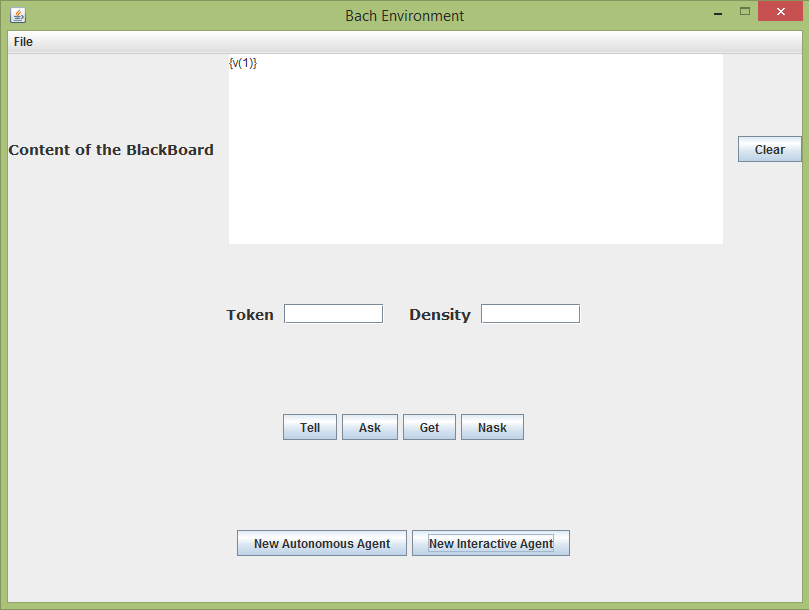 Bach Environment
File
{v(1)}
Content of the BlackBoard
Clear
Token Density
Tell Ask Get Nask
New Autonomous Agent New Interactive Agent